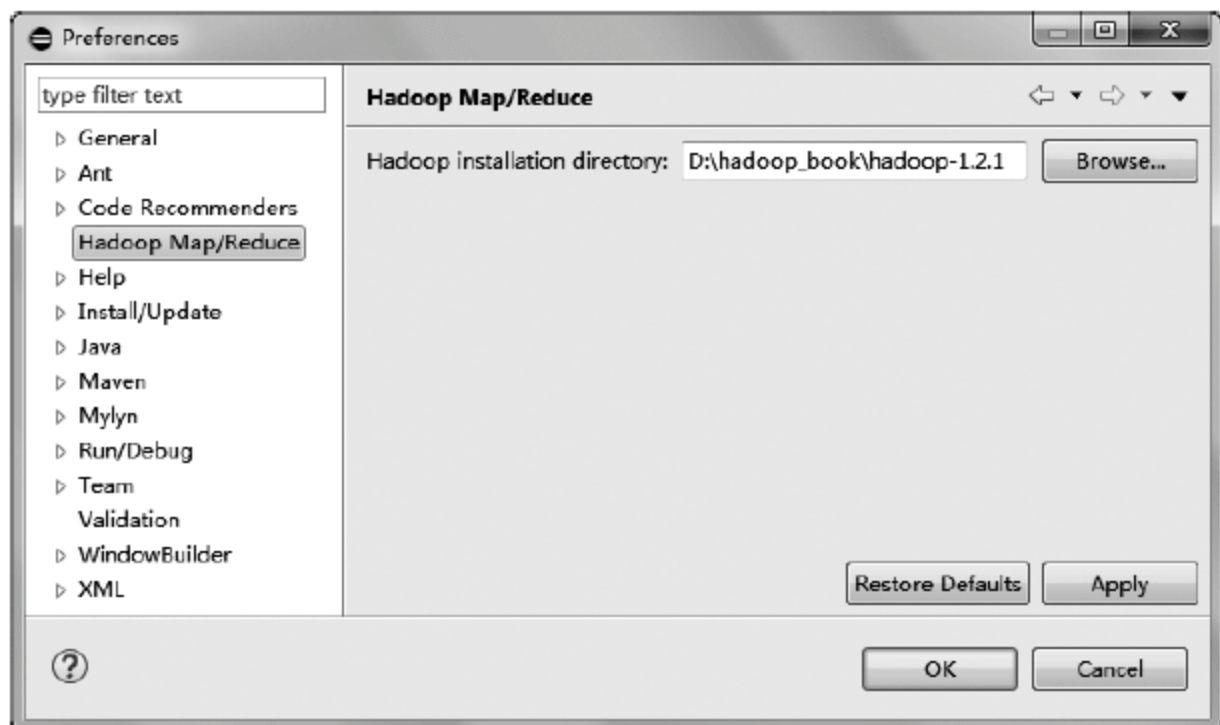 Preferences
type filter text
General
Ant
Code Recommenders
Hadoop Map/Reduce
Help
Install/Update
Java
Maven
Mylyn
Run/Debug
Team
Validation
WindowBuilder
XML
Hadoop Map/Reduce
Hadoop installation directory: D:\hadoop_book\hadoop-1.2.1 Browse...
Restore Defaults Apply
? OK Cancel